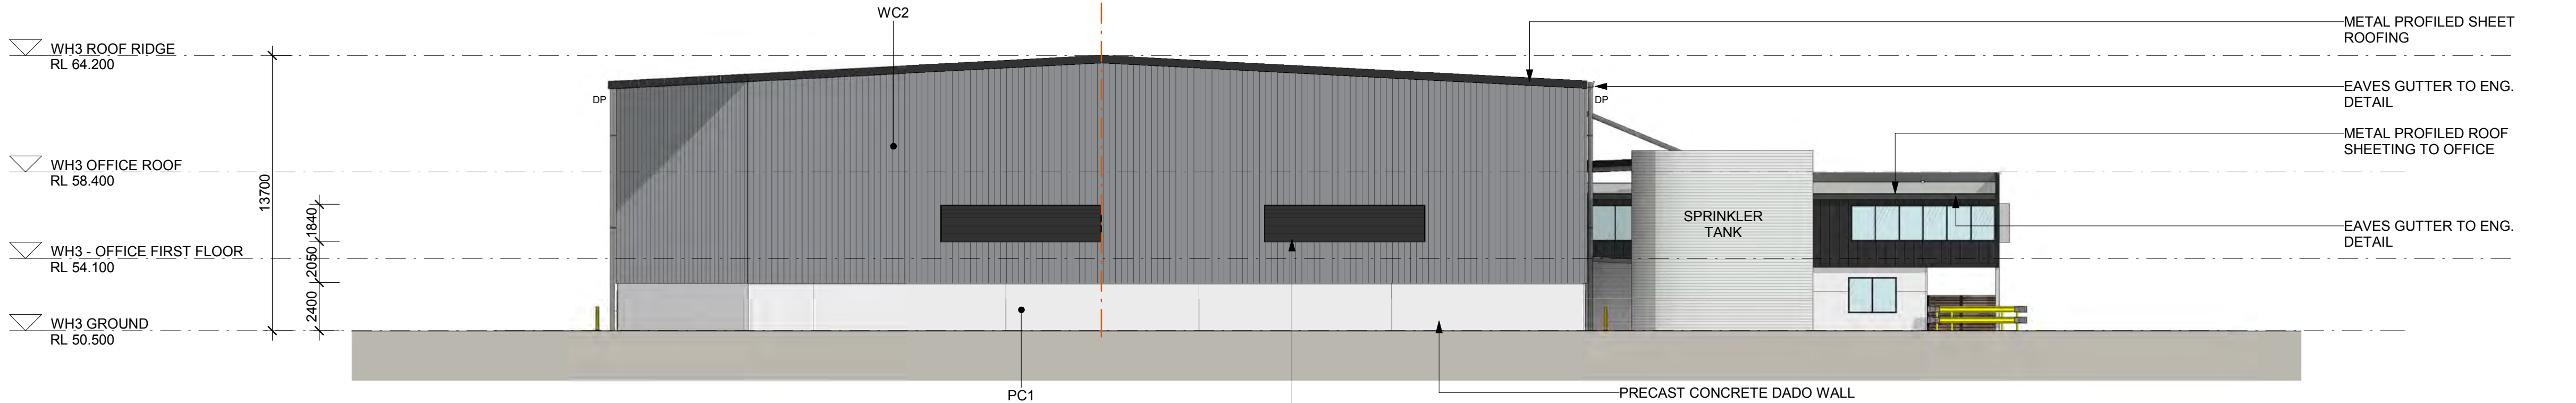 WC2
METAL PROFILED SHEET
ROOFING
WH3 ROOF RIDGE
RL 64.200
EAVES GUTTER TO ENG.
DETAIL
DP
DP
METAL PROFILED ROOF
SHEETING TO OFFICE
WH3 OFFICE ROOF
RL 58.400
13700
1840
SPRINKLER
TANK
EAVES GUTTER TO ENG.
DETAIL
WH3 - OFFICE FIRST FLOOR
RL 54.100
2050
2400
WH3 GROUND
RL 50.500
PC1
PRECAST CONCRETE DADO WALL